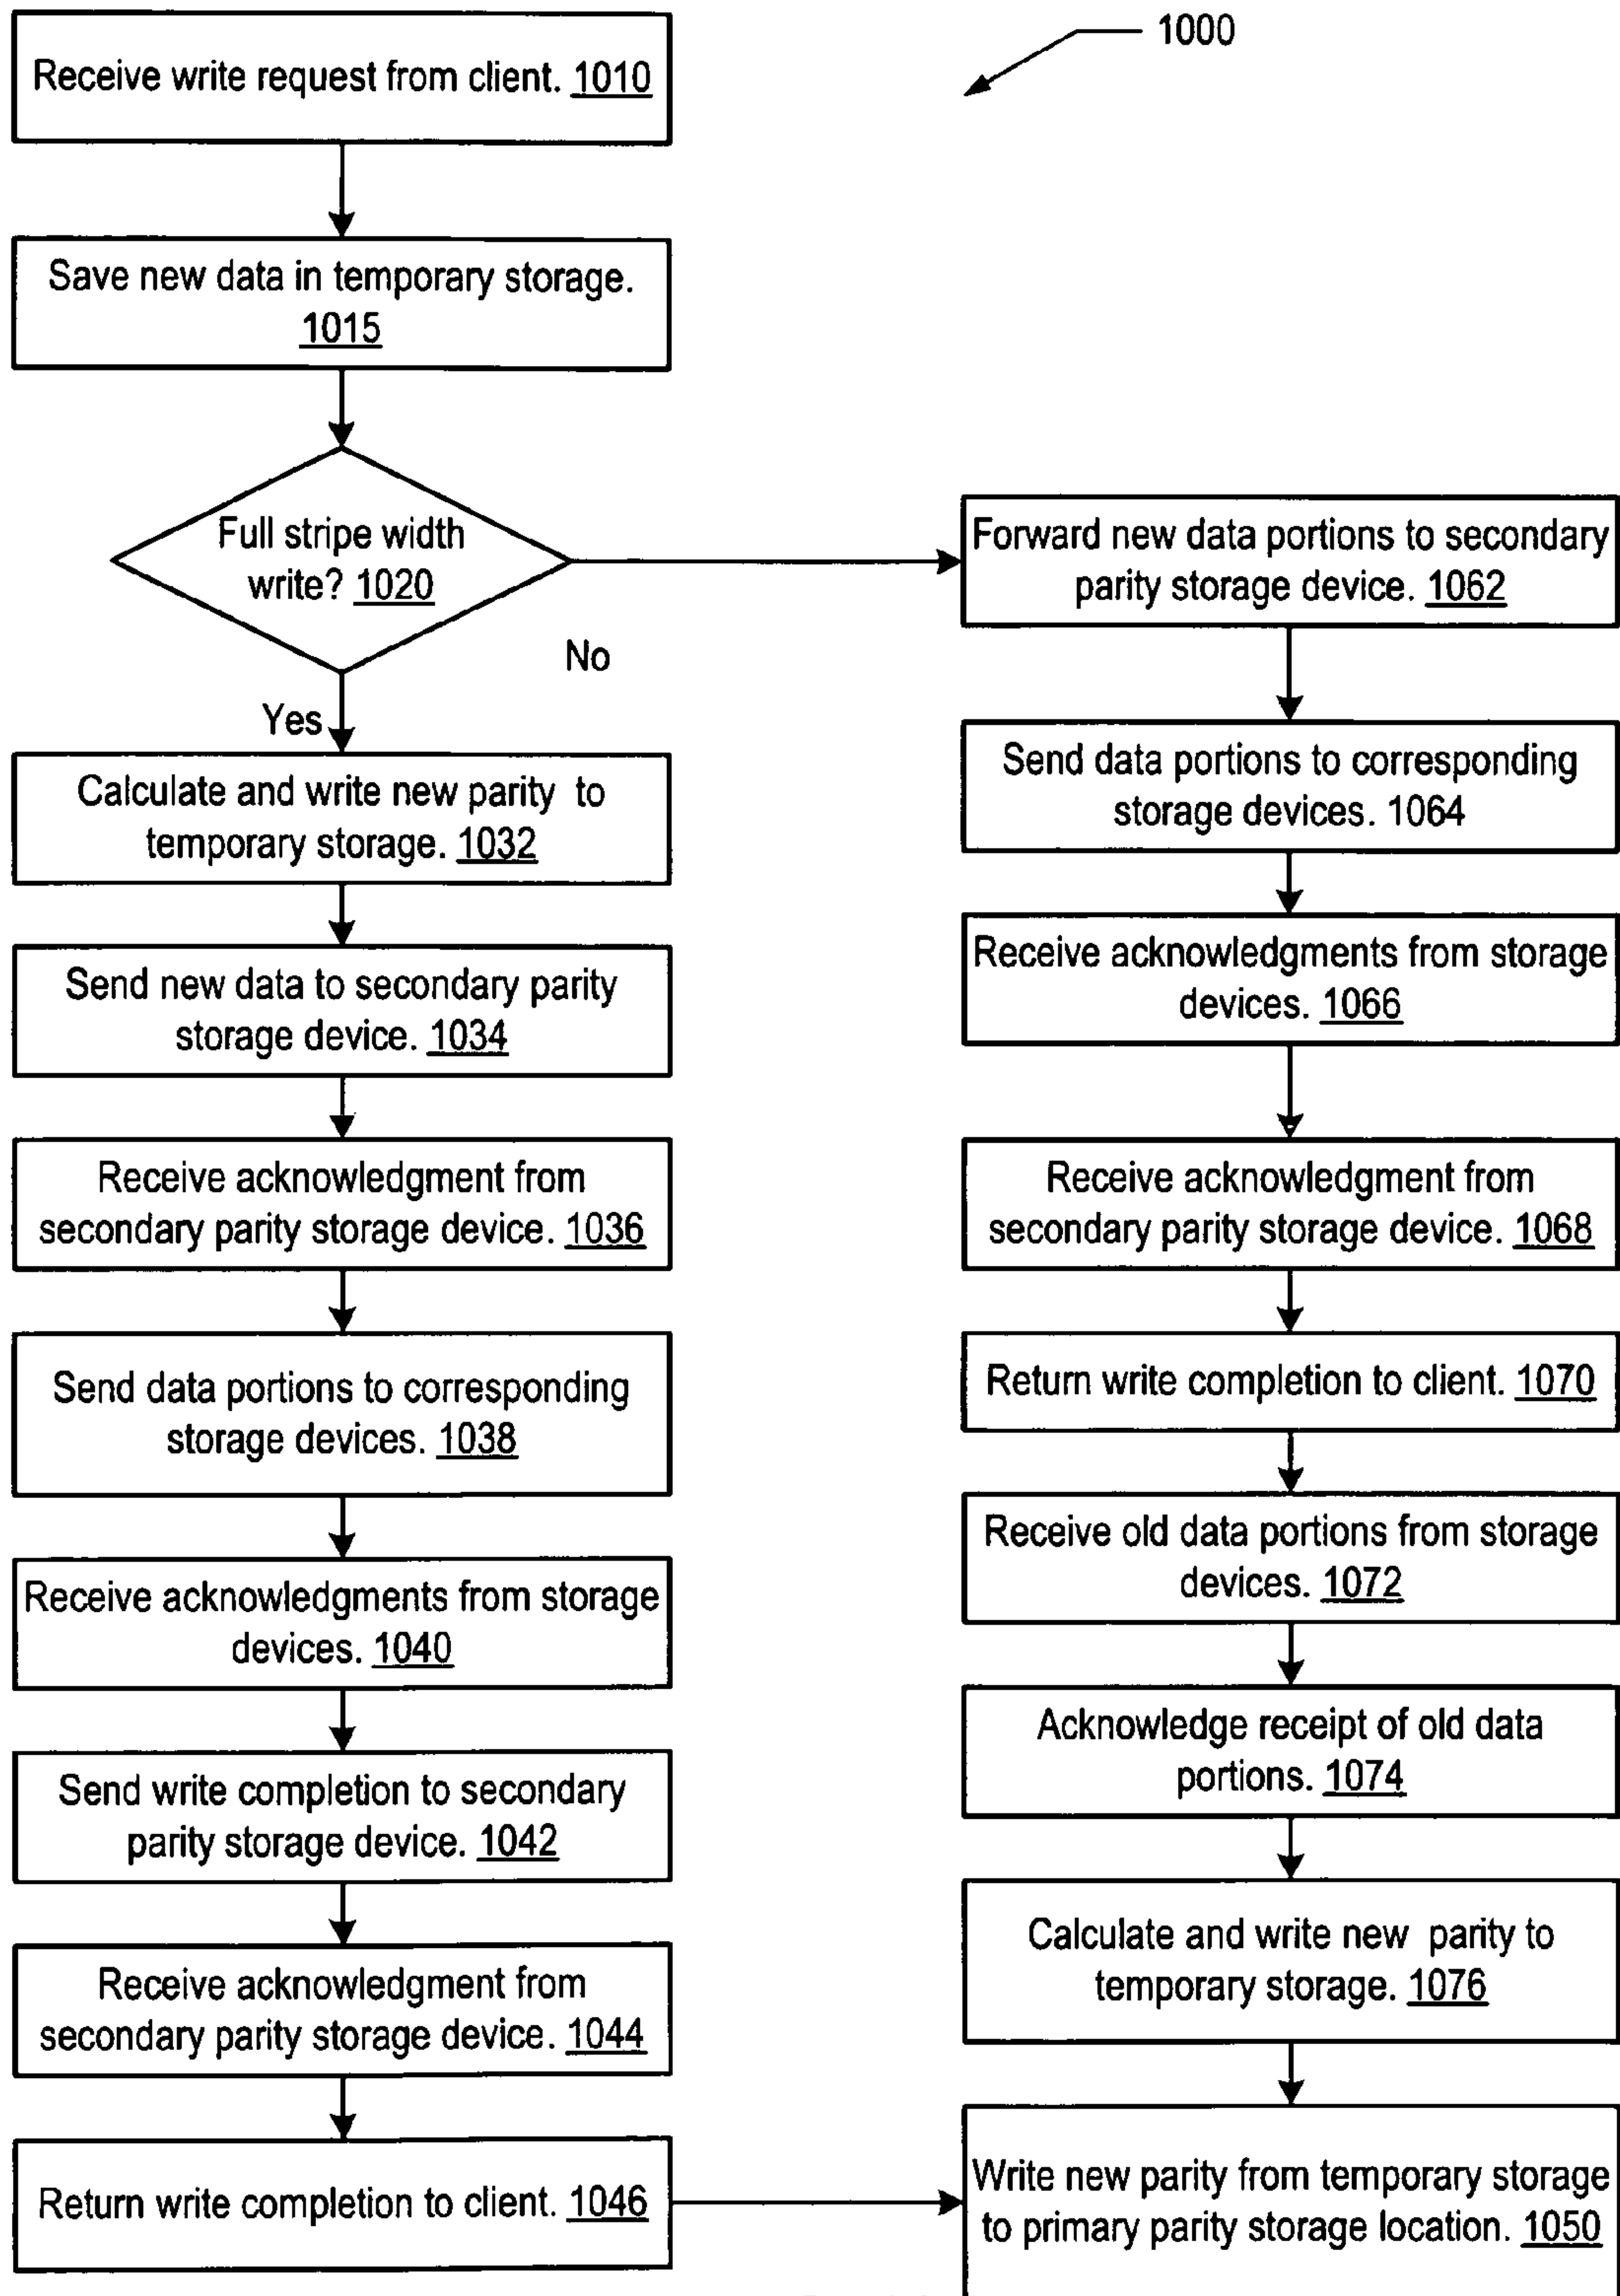 1000
Receive write request from client. 1010
Save new data in temporary storage.
1015
Full stripe width
write? 1020
No
Yes
Calculate and write new parity to
temporary storage. 1032
Send new data to secondary parity
storage device. 1034
Receive acknowledgment from
secondary parity storage device. 1036
Send data portions to corresponding
storage devices. 1038
Receive acknowledgments from storage
devices. 1040
Send write completion to secondary
parity storage device. 1042
Receive acknowledgment from
secondary parity storage device. 1044
Return write completion to client. 1046
Forward new data portions to secondary
parity storage device. 1062
Send data portions to corresponding
storage devices. 1064
Receive acknowledgments from storage
devices. 1066
Receive acknowledgment from
secondary parity storage device. 1068
Return write completion to client. 1070
Receive old data portions from storage
devices. 1072
Acknowledge receipt of old data
portions. 1074
Calculate and write new parity to
temporary storage. 1076
Write new parity from temporary storage
to primary parity storage location. 1050